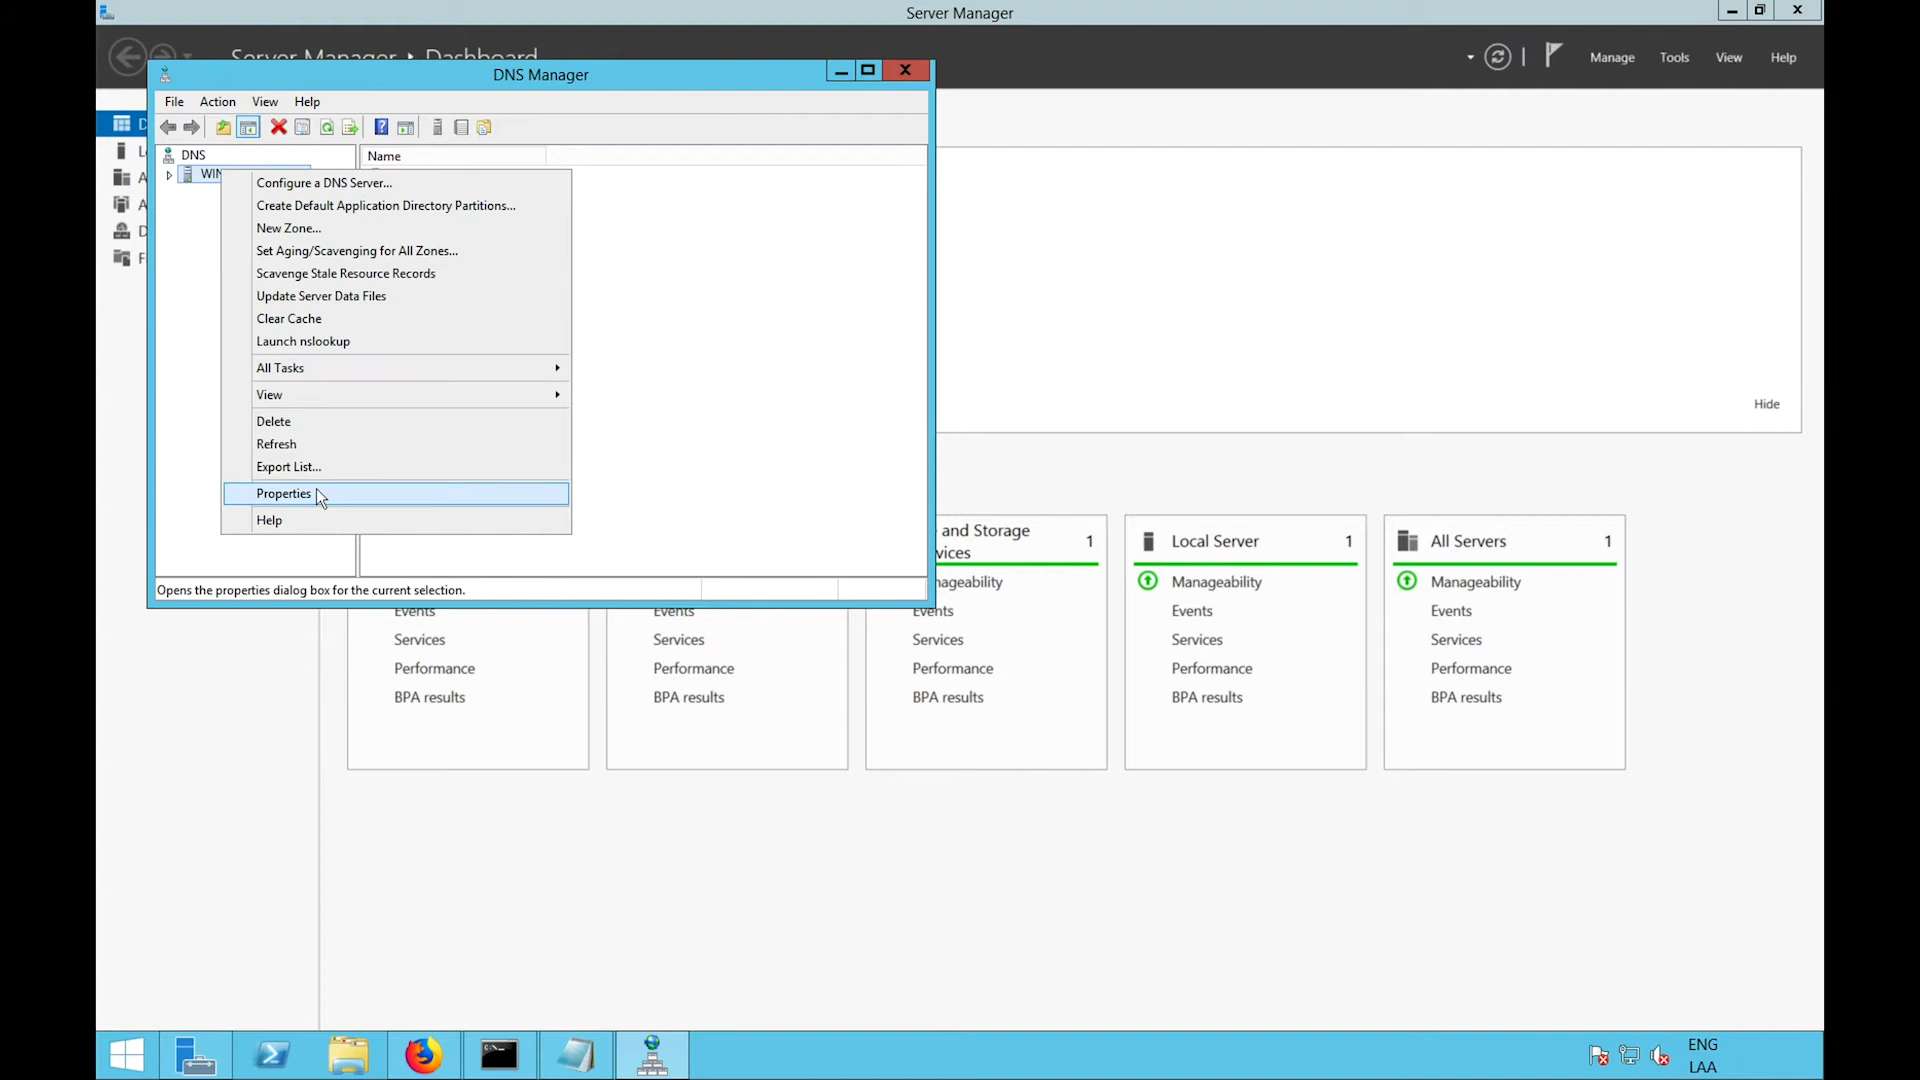 Server Manager
Server Manager • Dashboard
Manage
Tools
View
Help
DNS Manager
File
Action
View
Help
DNS
Name
WIN
Configure a DNS Server...
Create Default Application Directory Partitions...
New Zone...
Set Aging/Scavenging for All Zones...
Scavenge Stale Resource Records
Update Server Data Files
Clear Cache
Launch nslookup
All Tasks
View
Delete
Refresh
Export List...
Properties
Help
Opens the properties dialog box for the current selection.
Hide
Events
Services
Performance
BPA results
Events
Services
Performance
BPA results
and Storage
1
Events
Services
Performance
BPA results
Local Server
1
Manageability
Events
Services
Performance
BPA results
All Servers
1
Manageability
Events
Services
Performance
BPA results
ENG
LAA